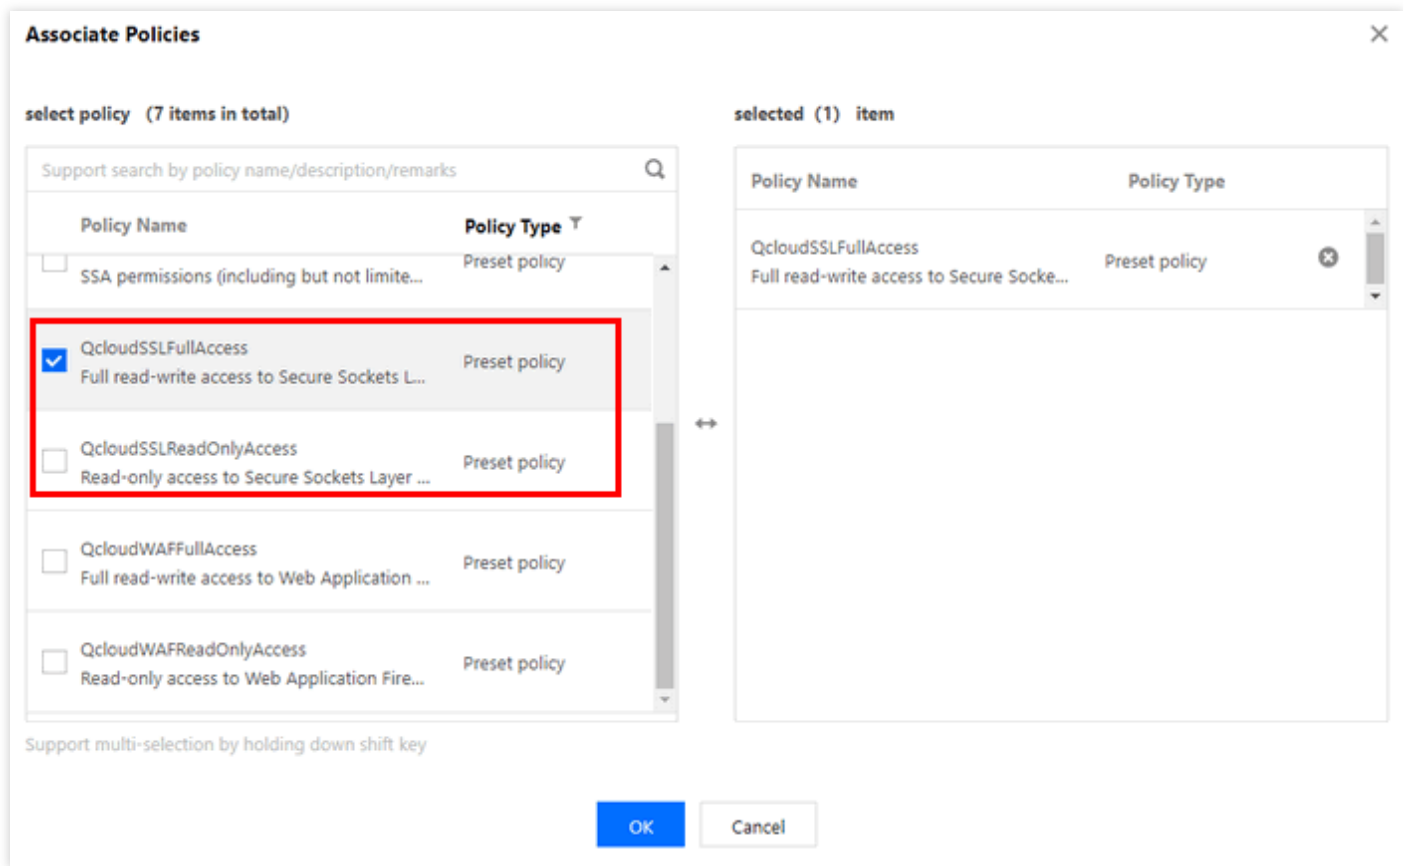 Associate Policies
select policy (7 items in total)
Support search by policy name/description/remarks
Policy Name Policy Type
SSA permissions (including but not limite... Preset policy
QcloudSSLFullAccess
Full read-write access to Secure Sockets L... Preset policy
QcloudSSLReadOnlyAccess
Read-only access to Secure Sockets Layer ... Preset policy
QcloudWAFFullAccess
Full read-write access to Web Application ... Preset policy
QcloudWAFReadOnlyAccess
Read-only access to Web Application Fire... Preset policy
Support multi-selection by holding down shift key
selected (1) item
Policy Name Policy Type
QcloudSSLFullAccess
Full read-write access to Secure Socke... Preset policy
OK Cancel